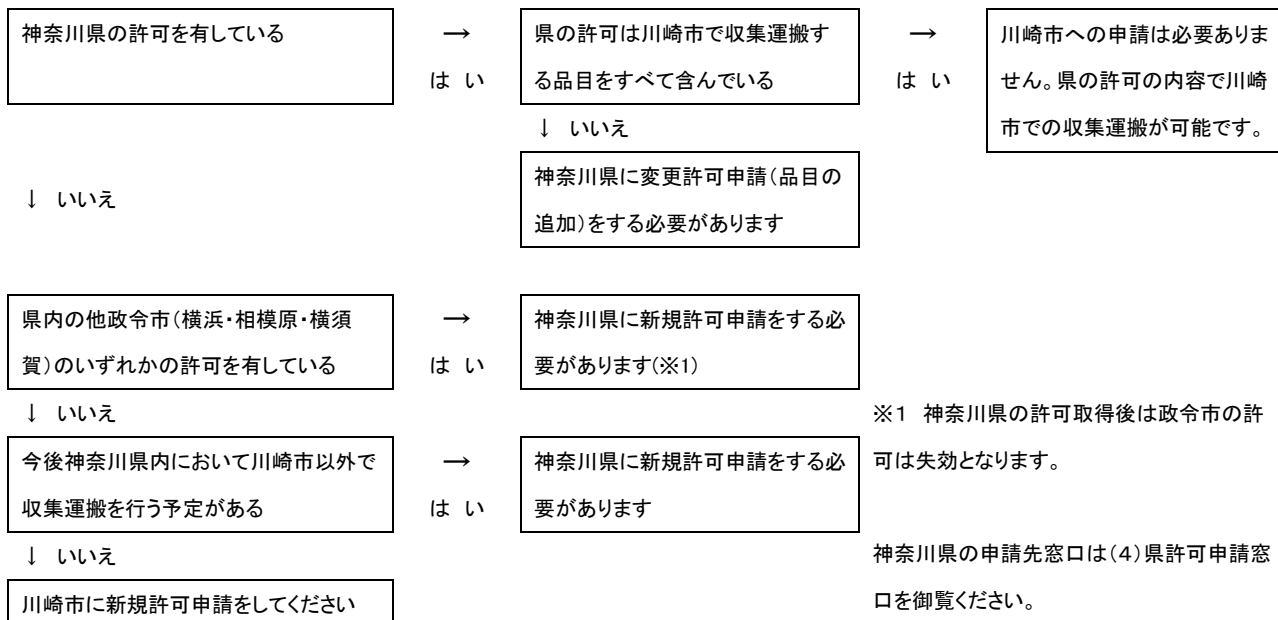 神奈川県の許可を有している
→
はい
県の許可は川崎市で収集運搬す
る品目をすべて含んでいる
→
はい
川崎市への申請は必要ありま
せん。県の許可の内容で川崎
市での収集運搬が可能です。
↓ いいえ
神奈川県に変更許可申請(品目の
追加)をする必要があります
↓ いいえ
県内の他政令市(横浜・相模原・横須
賀)のいずれかの許可を有している
→
はい
神奈川県に新規許可申請をする必
要があります(※1)
↓ いいえ
今後神奈川県内において川崎市以外で
収集運搬を行う予定がある
→
はい
神奈川県に新規許可申請をする必
要があります
※1 神奈川県の許可取得後は政令市の許
可は失効となります。
↓ いいえ
川崎市に新規許可申請をしてください
神奈川県の申請先窓口は(4)県許可申請窓
口を御覧ください。